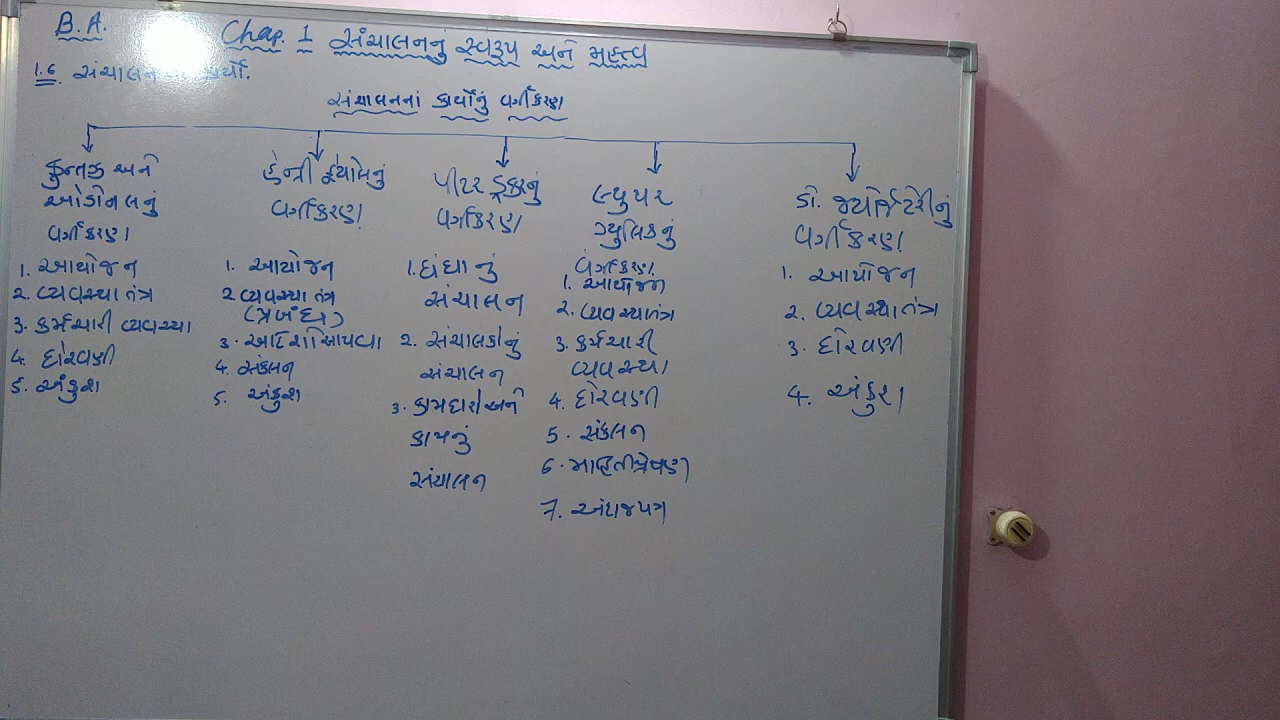 B.A.
Chap. 1 સંચાલનનું સ્વરૂપ અને મહત્ત્વ
1.6 સંચાલનનાં કાર્યો.
સંચાલનનાં કાર્યોનું વર્ગીકરણ
કુન્તઝ અને
ઓડોનલનું
વર્ગીકરણ
1. આયોજન
2. વ્યવસ્થાતંત્ર
3. કર્મચારી વ્યવસ્થા
4. દોરવણી
5. અંકુશ
હેન્રી ફેયોલનું
વર્ગીકરણ
1. આયોજન
2 વ્યવસ્થાતંત્ર
(પ્રબંધ)
3. આદેશો આપવા
4. સંકલન
5. અંકુશ
પીટર ડ્રકરનું
વર્ગીકરણ
1. ધંધાનું
સંચાલન
2. સંચાલકોનું
સંચાલન
3. કામદારો અને
કામનું
સંચાલન
લ્યુથર
ગ્યુલિકનું
વર્ગીકરણ
1. આયોજન
2. વ્યવસ્થાતંત્ર
3. કર્મચારી
વ્યવસ્થા
4. દોરવણી
5. સંકલન
6. માહિતીપ્રેષણ
7. અંદાજપત્ર
ડો. જ્યોર્જ ટેરીનું
વર્ગીકરણ
1. આયોજન
2. વ્યવસ્થાતંત્ર
3. દોરવણી
4. અંકુશ